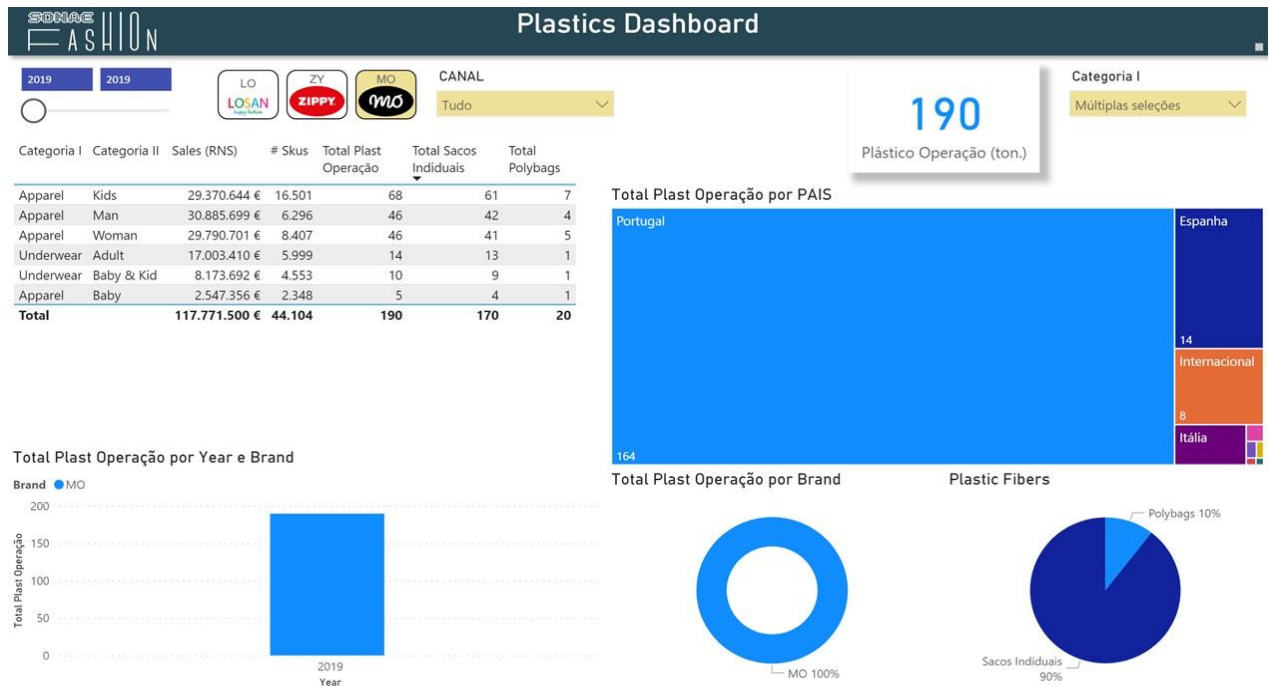 SONAE
FASHION
Plastics Dashboard
2019 2019
LO
LOSAN
ZY
ZIPPY.
MO
mo
CANAL
Tudo
190
Plástico Operação (ton.)
Categoria I
Múltiplas seleções
Categoria I Categoria II Sales (RNS) # Skus Total Plast Operação Total Sacos Indiduais Total Polybags
Apparel Kids 29.370.644 € 16.501 68 61 7
Apparel Man 30.885.699 € 6.296 46 42 4
Apparel Woman 29.790.701 € 8.407 46 41 5
Underwear Adult 17.003.410 € 5.999 14 13 1
Underwear Baby & Kid 8.173.692 € 4.553 10 9 1
Apparel Baby 2.547.356 € 2.348 5 4 1
Total 117.771.500 € 44.104 190 170 20
Total Plast Operação por PAIS
Portugal
164
Espanha
14
Internacional
8
Itália
Total Plast Operação por Year e Brand
Brand MO
Total Plast Operação
200
150
100
50
0
2019
Year
Total Plast Operação por Brand
MO 100%
Plastic Fibers
Polybags 10%
Sacos Indiduais
90%